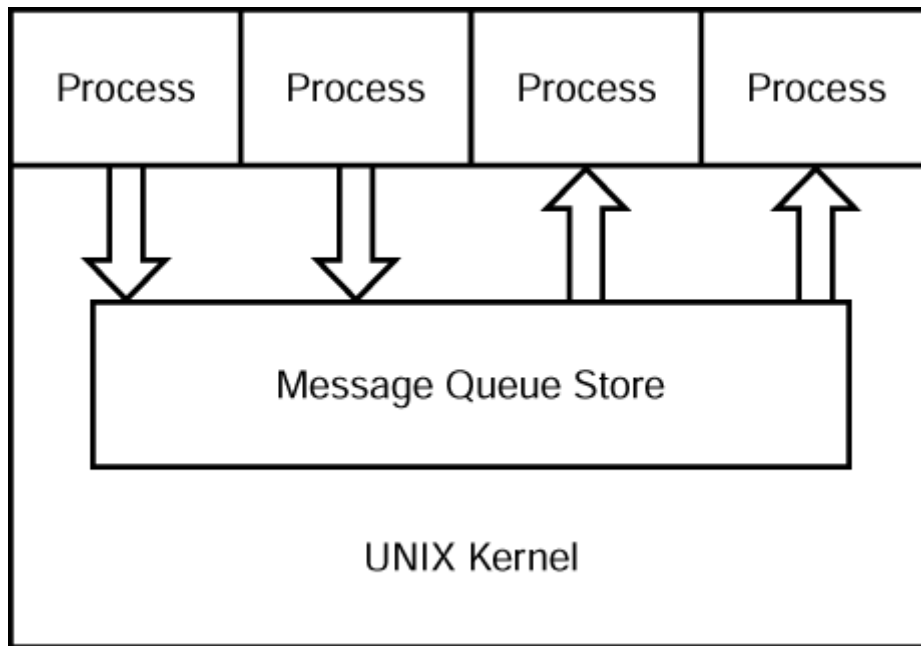 Process
Process
Process
Process
Message Queue Store
UNIX Kernel